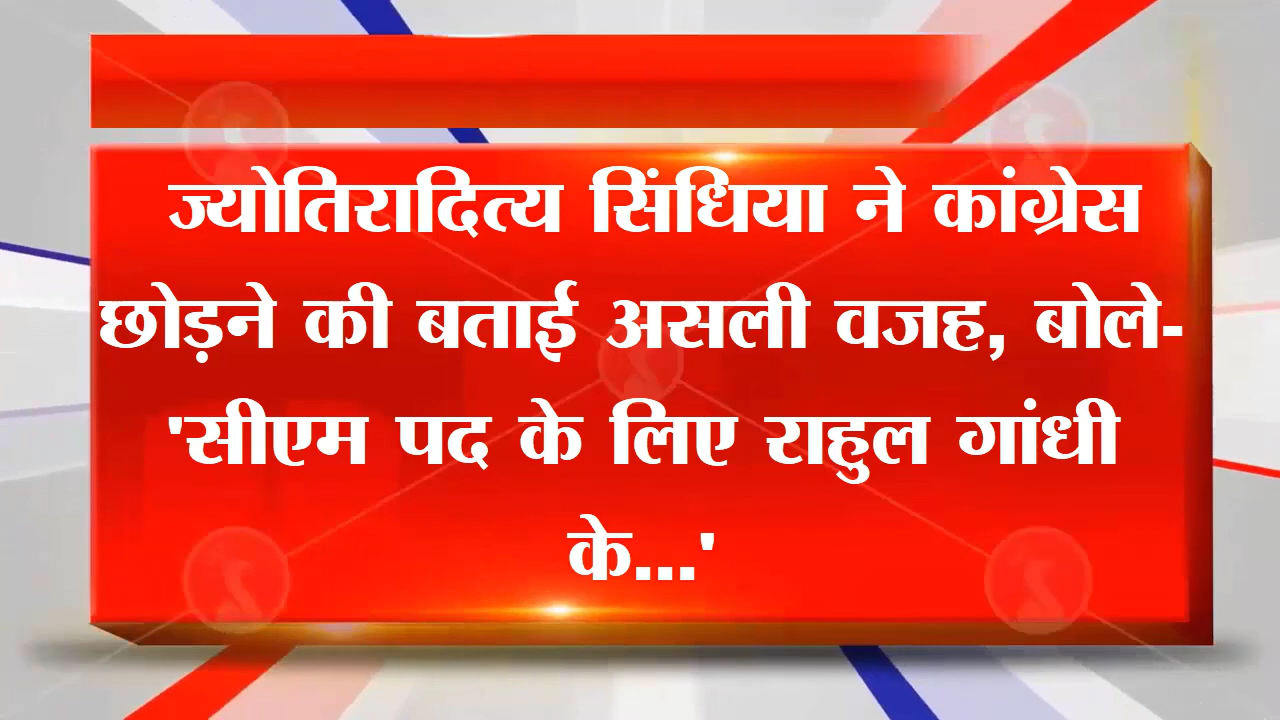 ज्योतिरादित्य सिंधिया ने कांग्रेस
छोड़ने की बताई असली वजह, बोले-
'सीएम पद के लिए राहुल गांधी
के...'